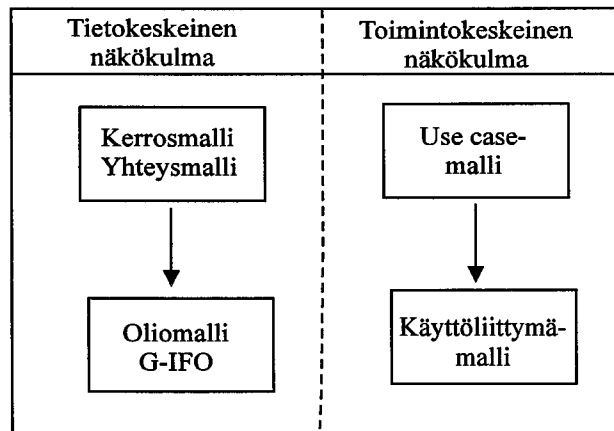 Tietokeskeinen
näkökulma
Toimintokeskeinen
näkökulma
Kerrosmalli
Yhteysmalli
Use case-
malli
Oliomalli
G-IFO
Käyttöliittymä-
malli